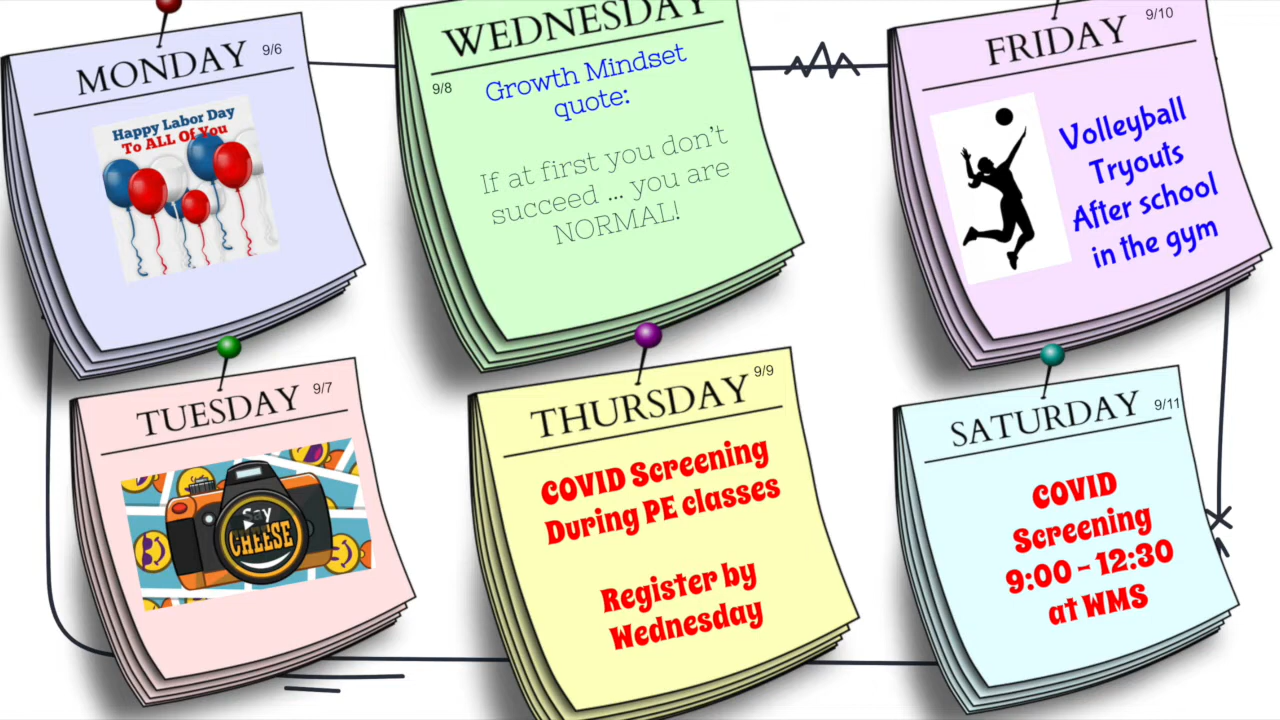 MONDAY 9/6
Happy Labor Day
To ALL Of You
TUESDAY 9/7
Say
CHEESE
WEDNESDAY
9/8
Growth Mindset
quote:
If at first you don't
succeed ... you are
NORMAL!
THURSDAY 9/9
COVID Screening
During PE classes
Register by
Wednesday
FRIDAY 9/10
Volleyball
Tryouts
After school
in the gym
SATURDAY 9/11
COVID
Screening
9:00 - 12:30
at WMS